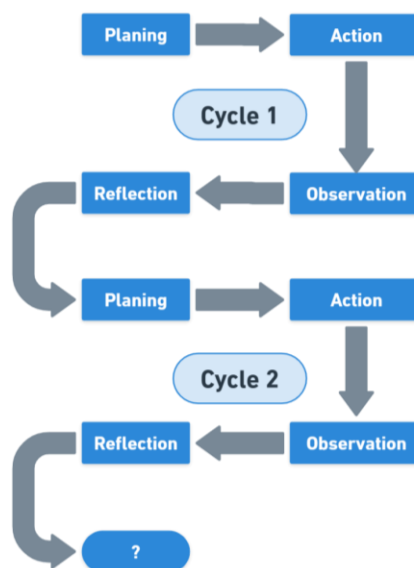 Planing
Action
Cycle 1
Reflection
Observation
Planing
Action
Cycle 2
Reflection
Observation
?